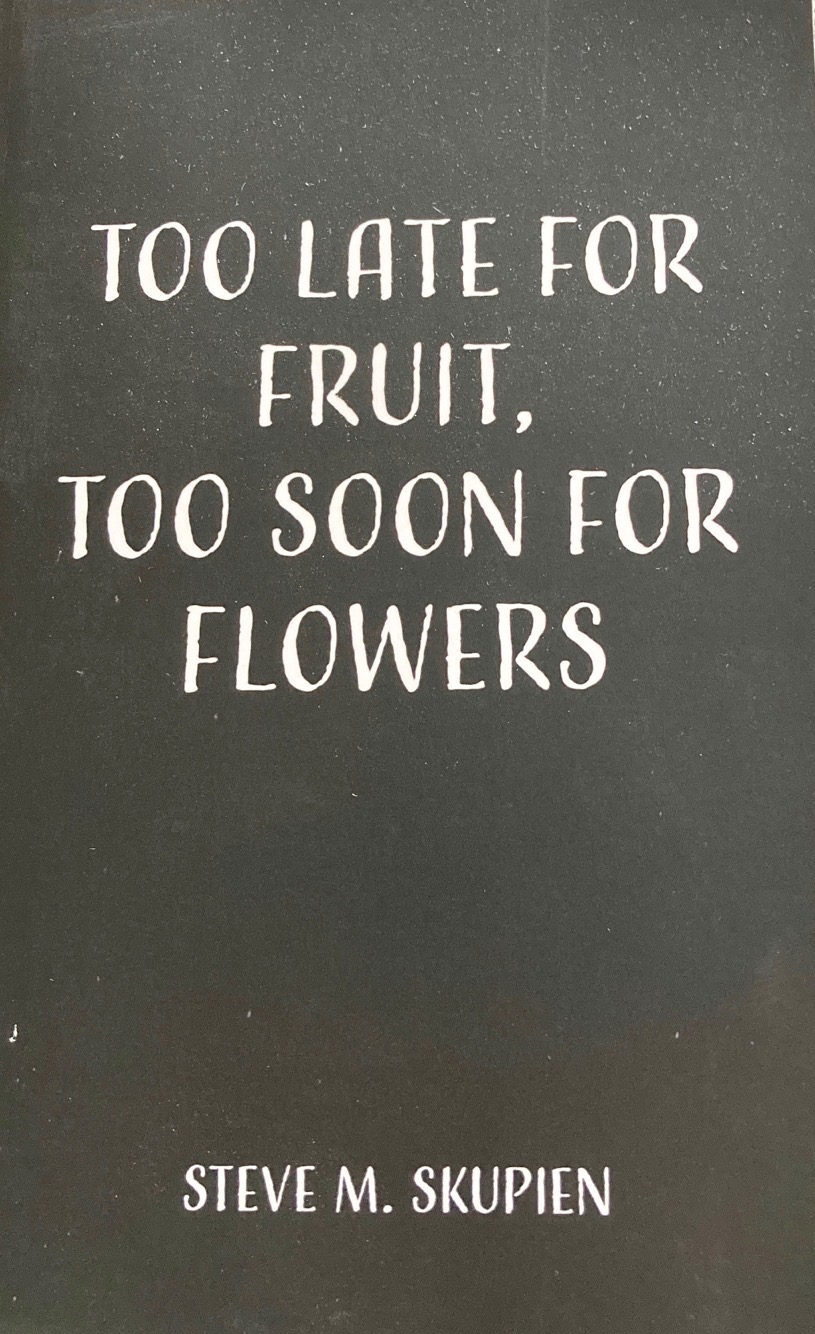 TOO LATE FOR
FRUIT,
TOO SOON FOR
FLOWERS
STEVE M. SKUPIEN